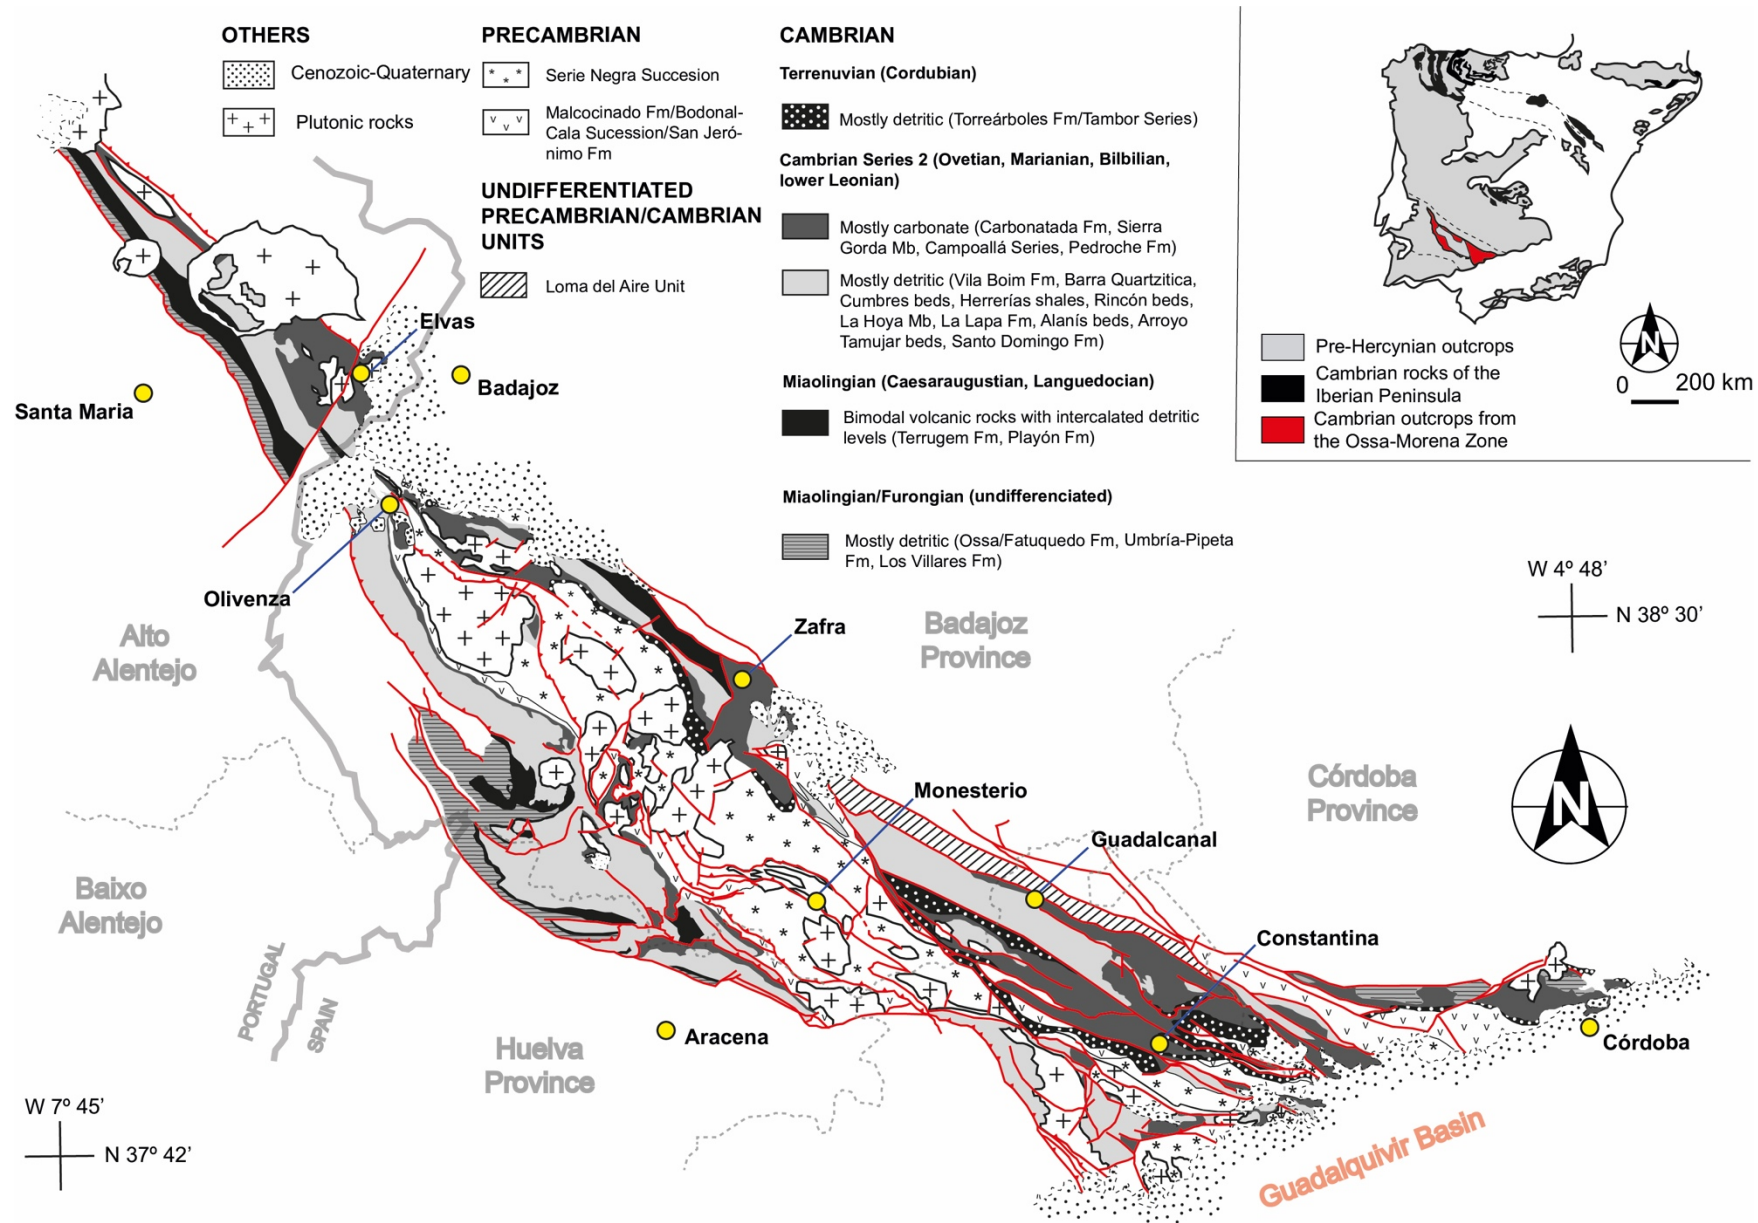 OTHERS
Cenozoic-Quaternary
Plutonic rocks
PRECAMBRIAN
Serie Negra Succesion
Malcocinado Fm/Bodonal-
Cala Sucession/San Jeró-
nimo Fm
UNDIFFERENTIATED
PRECAMBRIAN/CAMBRIAN
UNITS
Loma del Aire Unit
CAMBRIAN
Terrenuvian (Cordubian)
Mostly detritic (Torreárboles Fm/Tambor Series)
Cambrian Series 2 (Ovetian, Marianian, Bilbilian,
lower Leonian)
Mostly carbonate (Carbonatada Fm, Sierra
Gorda Mb, Campoallá Series, Pedroche Fm)
Mostly detritic (Vila Boim Fm, Barra Quartzitica,
Cumbres beds, Herrerías shales, Rincón beds,
La Hoya Mb, La Lapa Fm, Alanís beds, Arroyo
Tamujar beds, Santo Domingo Fm)
Miaolingian (Caesaraugustian, Languedocian)
Bimodal volcanic rocks with intercalated detritic
levels (Terrugem Fm, Playón Fm)
Miaolingian/Furongian (undifferenciated)
Mostly detritic (Ossa/Fatuquedo Fm, Umbría-Pipeta
Fm, Los Villares Fm)
N
0 200 km
Pre-Hercynian outcrops
Cambrian rocks of the
Iberian Peninsula
Cambrian outcrops from
the Ossa-Morena Zone
Elvas
Badajoz
Santa Maria
Olivenza
Alto
Alentejo
Zafra
Badajoz
Province
W 4º 48’
N 38º 30’
Monesterio
Guadalcanal
Córdoba
Province
N
Baixo
Alentejo
PORTUGAL
SPAIN
Constantina
Aracena
Huelva
Province
Córdoba
W 7º 45’
N 37º 42’
Guadalquivir Basin